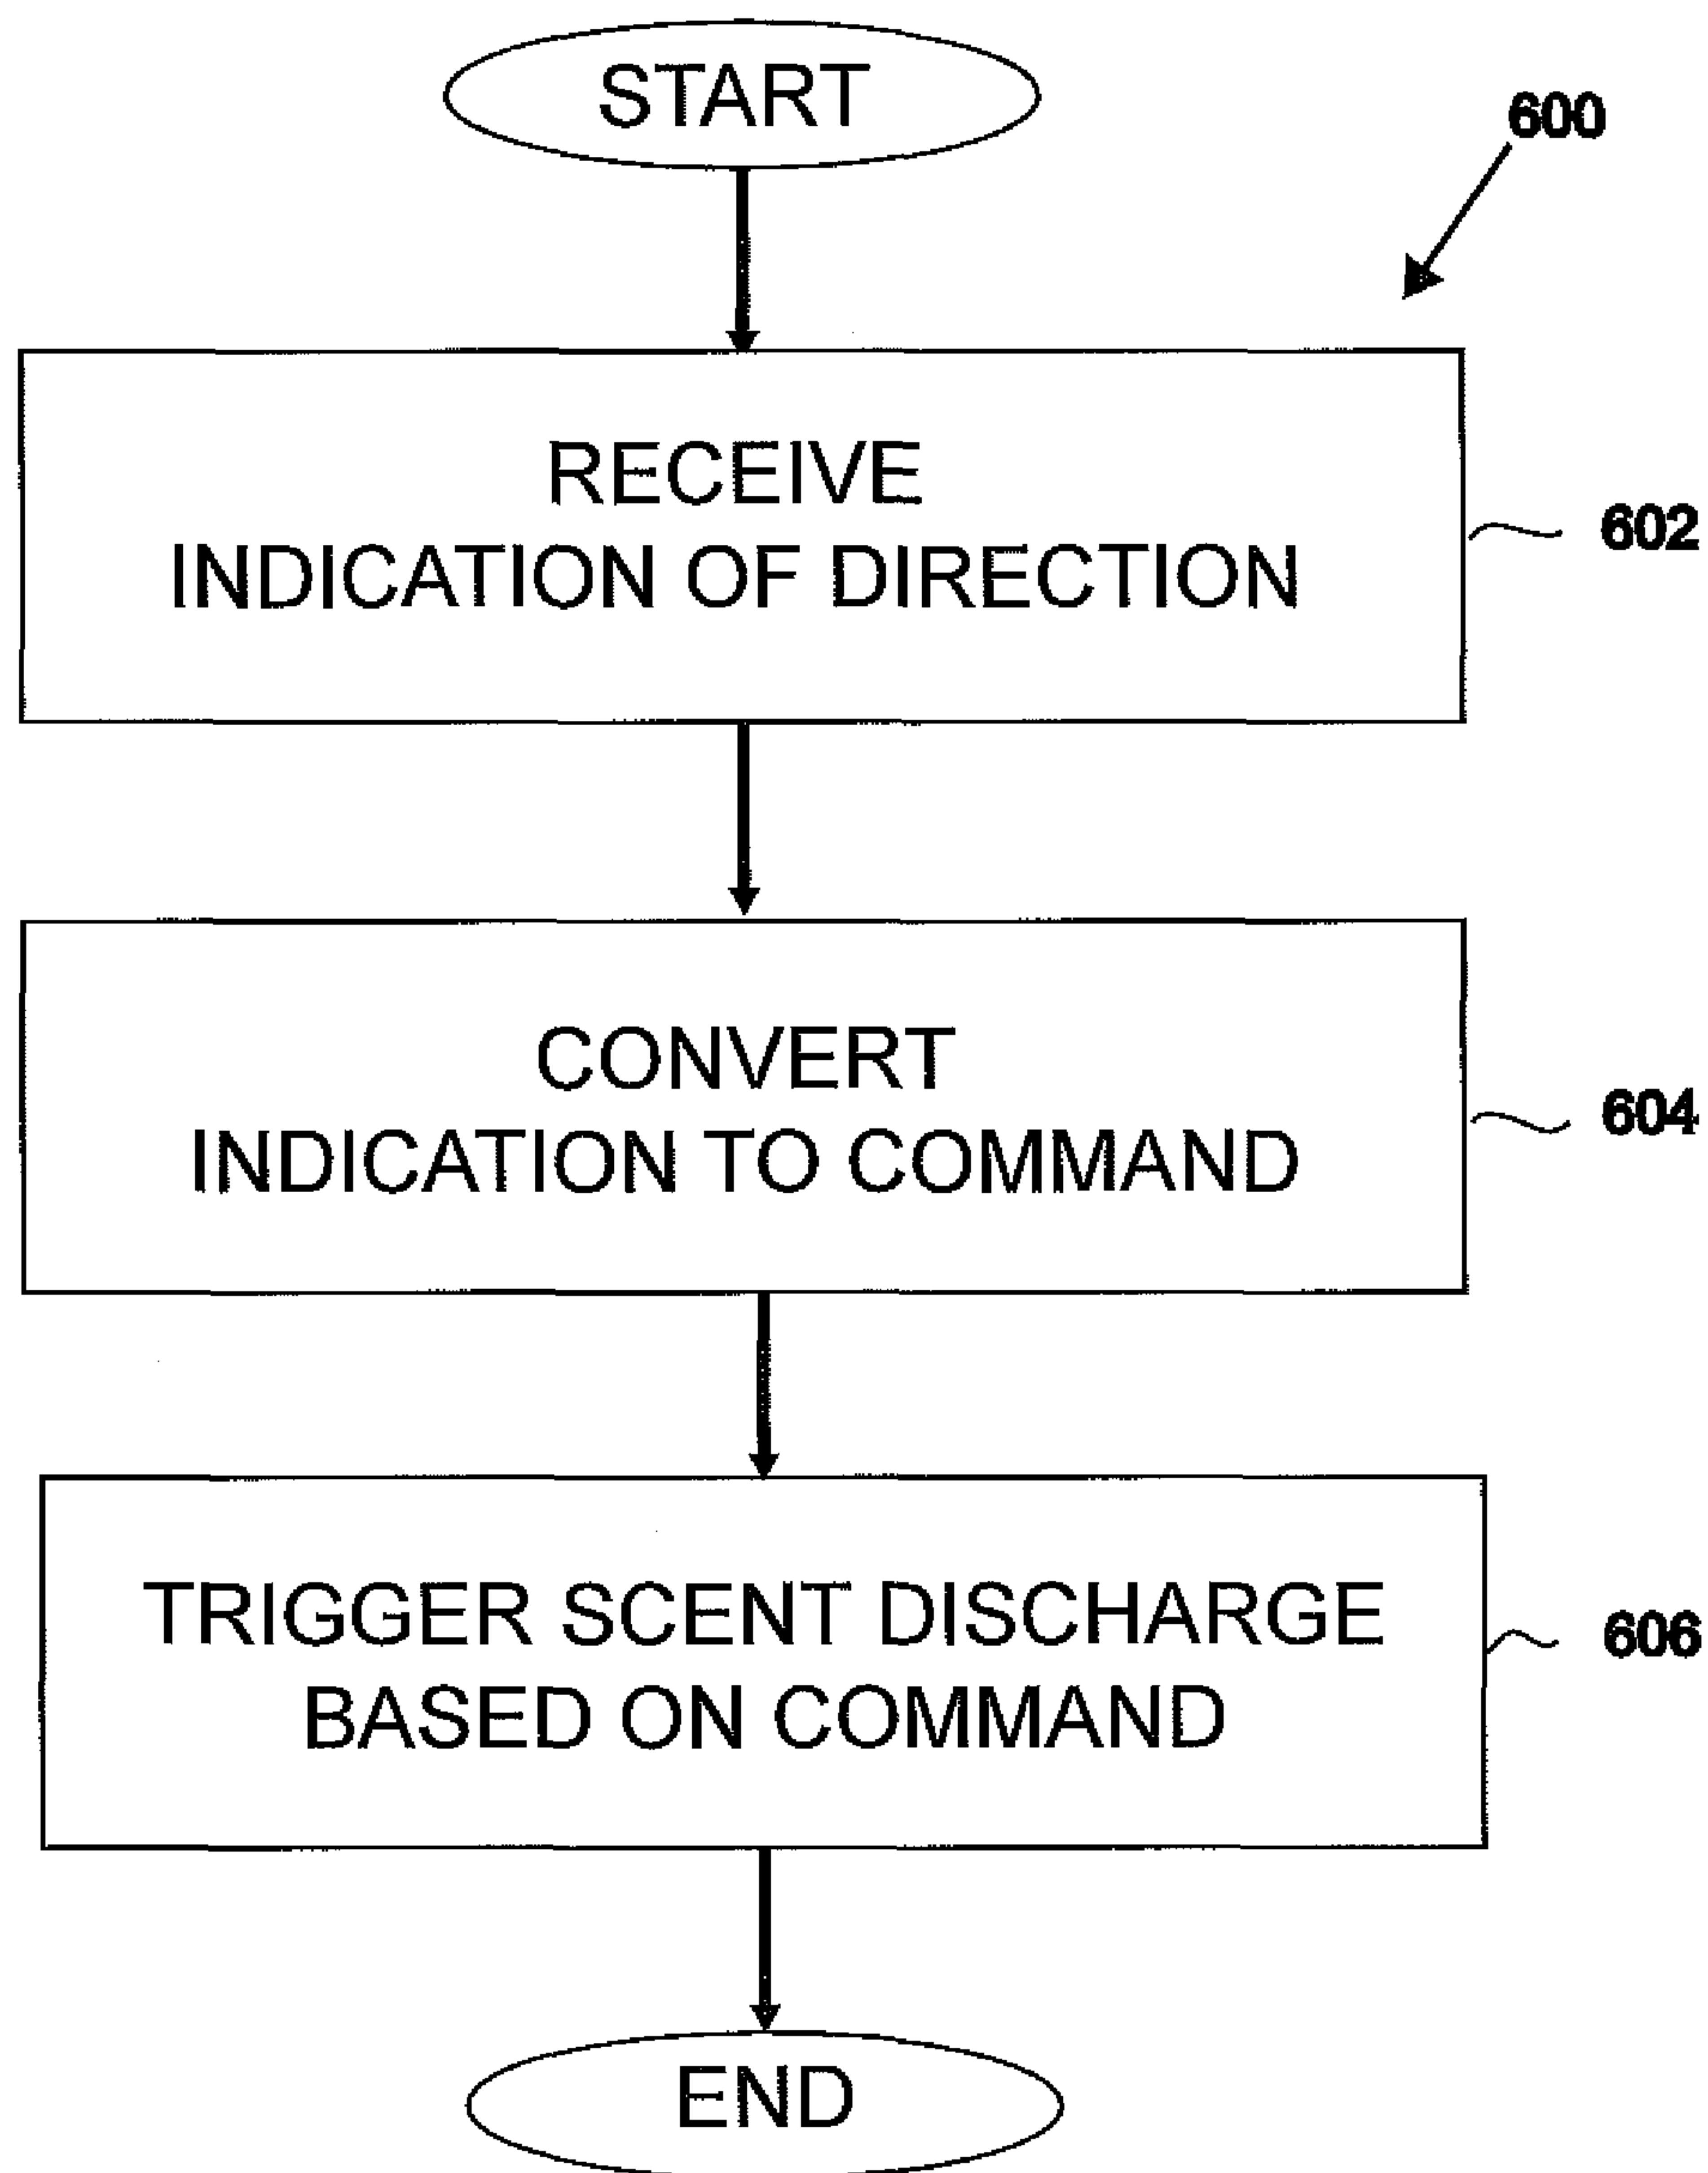 START
600
RECEIVE
INDICATION OF DIRECTION
602
CONVERT
INDICATION TO COMMAND
604
TRIGGER SCENT DISCHARGE
BASED ON COMMAND
606
END